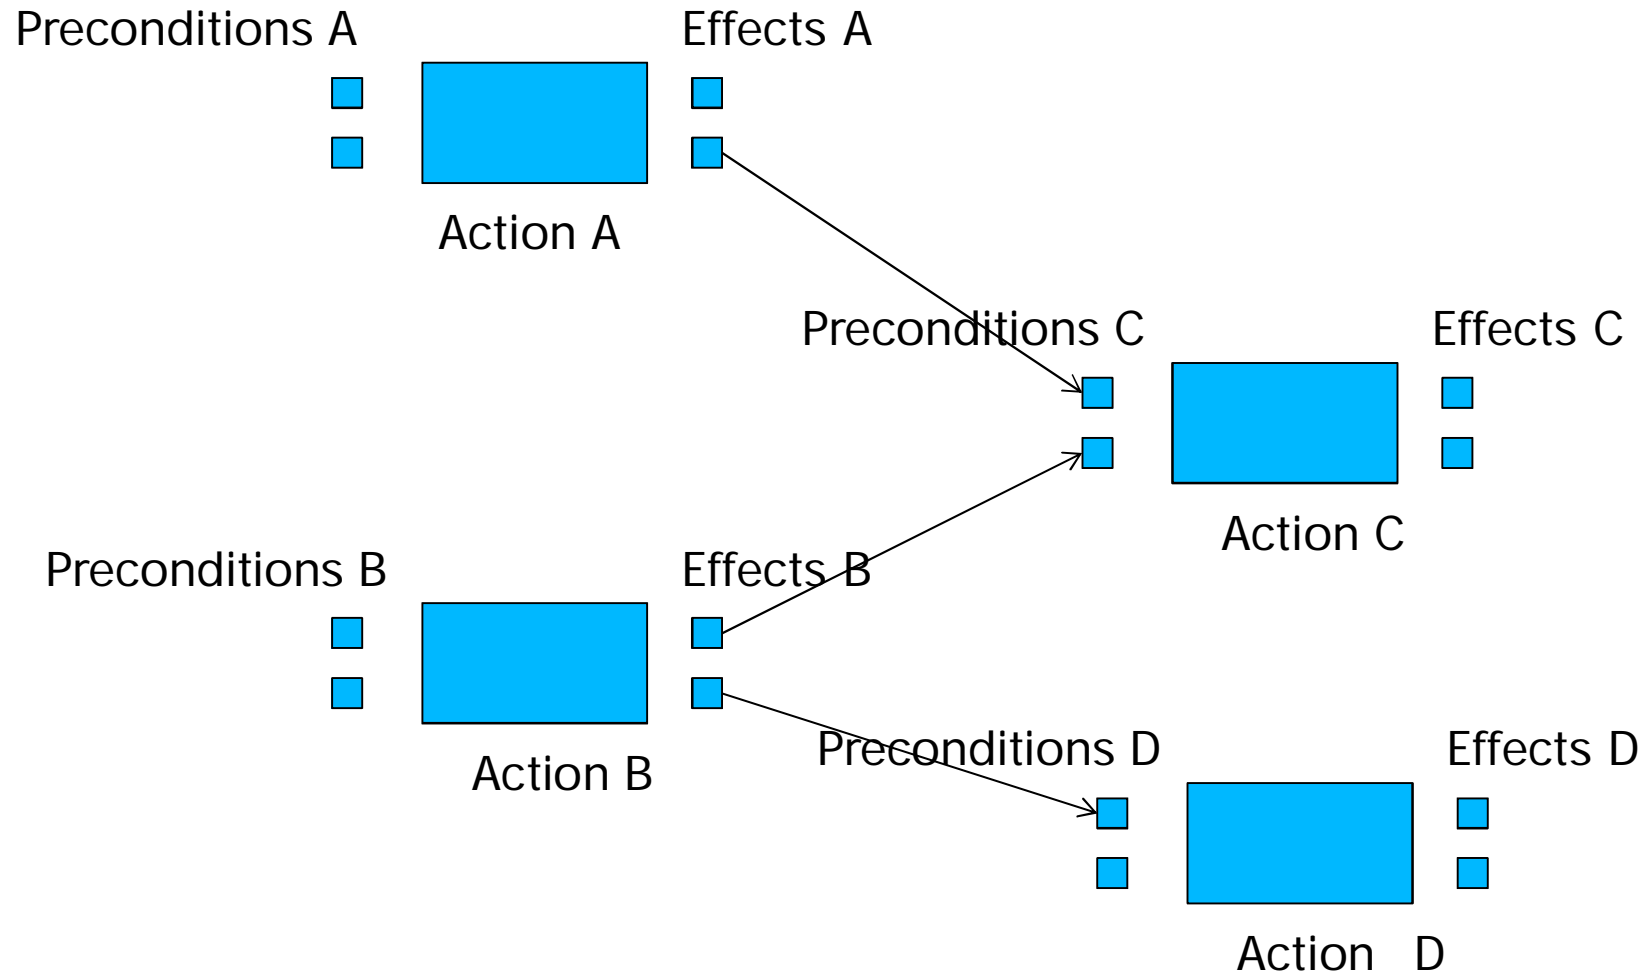 Preconditions A
Effects A
Action A
Preconditions C
Effects C
Action C
Preconditions B
Effects B
Action B
Preconditions D
Effects D
Action D